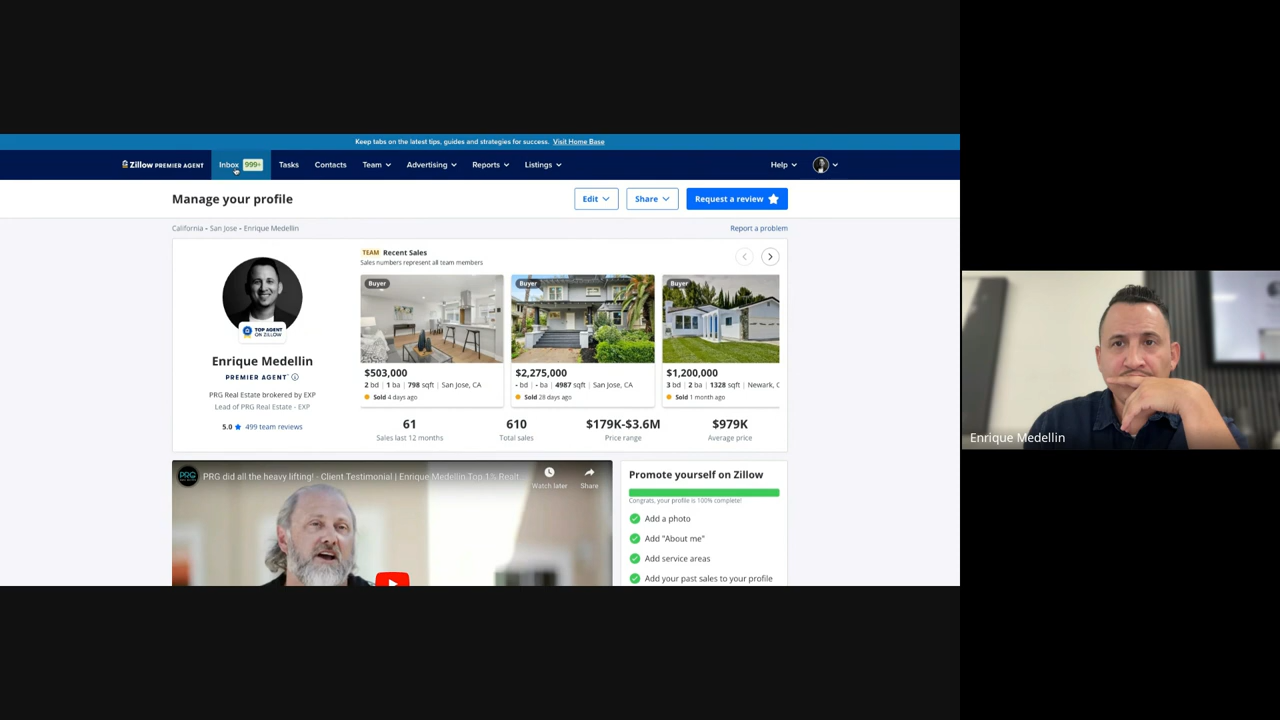 Keep tabs on the latest tips, guides and strategies for success. Visit Home Base
Zillow PREMIER AGENT Inbox 999+ Tasks Contacts Team Advertising Reports Listings Help
Manage your profile Edit Share Request a review
California • San Jose • Enrique Medellin Report a problem
TEAM Recent Sales
Sales numbers represent all team members
Buyer Buyer Buyer
TOP AGENT
ON ZILLOW
Enrique Medellin
PREMIER AGENT
PRG Real Estate brokered by EXP
Lead of PRG Real Estate - EXP
5.0 499 team reviews
$503,000 $2,275,000 $1,200,000
2 bd | 1 ba | 798 sqft | San Jose, CA - bd | - ba | 4987 sqft | San Jose, CA 3 bd | 2 ba | 1328 sqft | Newark, C
Sold 4 days ago Sold 28 days ago Sold 1 month ago
61 610 $179K-$3.6M $979K
Sales last 12 months Total sales Price range Average price
PRG PRG did all the heavy lifting! - Client Testimonial | Enrique Medellin Top 1% Realt...
Watch later Share
Promote yourself on Zillow
Congrats, your profile is 100% complete!
Add a photo
Add "About me"
Add service areas
Add your past sales to your profile
Enrique Medellin